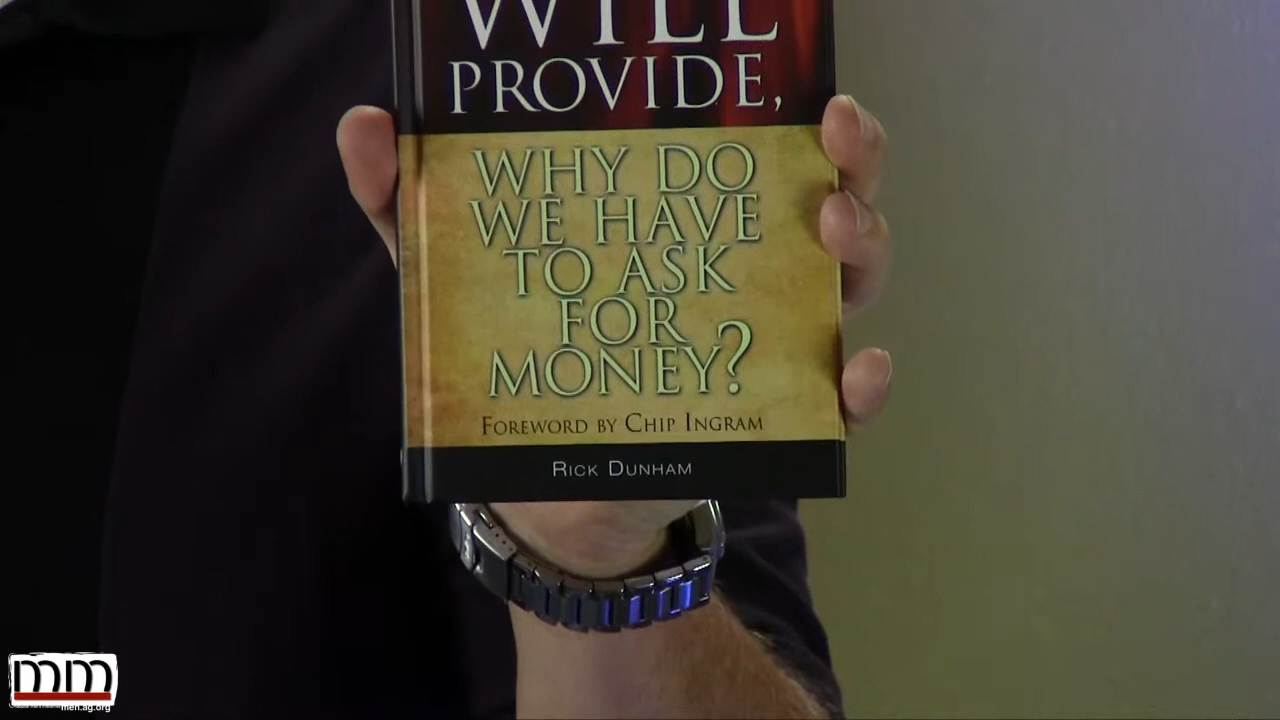 WILL
PROVIDE,
WHY DO
WE HAVE
TO ASK
FOR
MONEY?
FOREWORD BY CHIP INGRAM
RICK DUNHAM
mm
men.ag.org